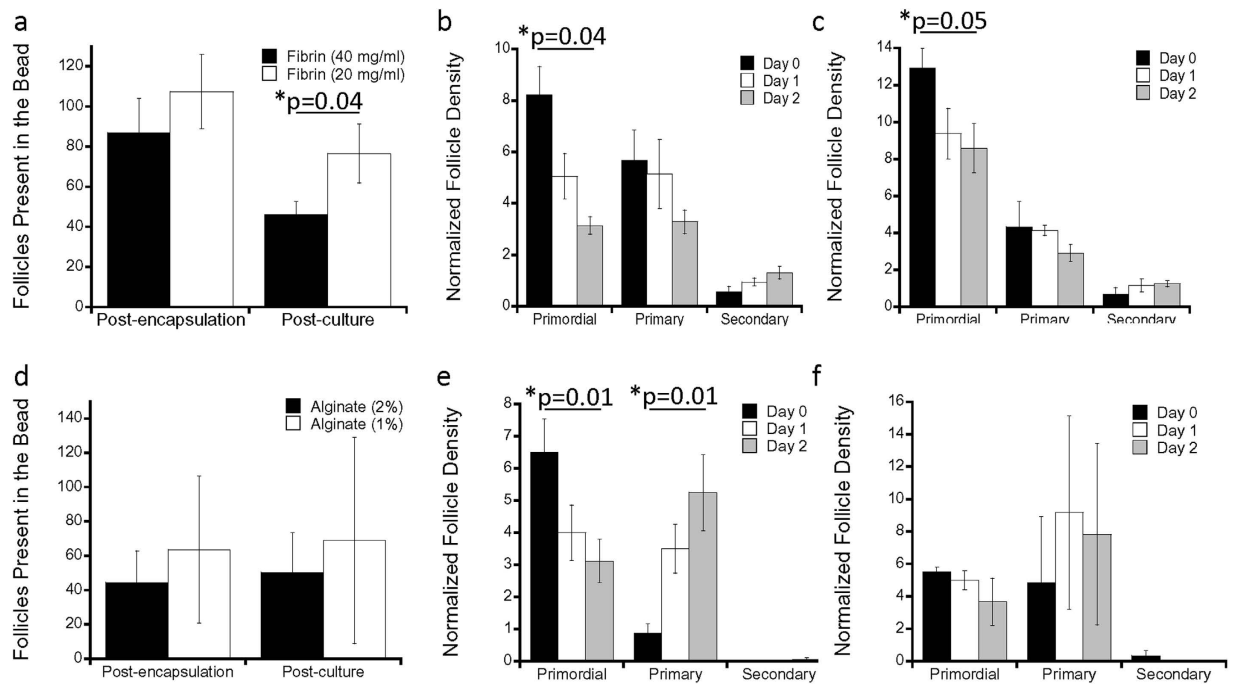 a
Follicles Present in the Bead
120
100
80
60
40
20
0
Fibrin (40 mg/ml)
Fibrin (20 mg/ml)
*p=0.04
Post-encapsulation
Post-culture
b
*p=0.04
Normalized Follicle Density
10
8
6
4
2
0
Day 0
Day 1
Day 2
Primordial
Primary
Secondary
c
*p=0.05
Normalized Follicle Density
14
12
10
8
6
4
2
0
Day 0
Day 1
Day 2
Primordial
Primary
Secondary
d
Follicles Present in the Bead
140
120
100
80
60
40
20
0
Alginate (2%)
Alginate (1%)
Post-encapsulation
Post-culture
e
*p=0.01
*p=0.01
Normalized Follicle Density
8
7
6
5
4
3
2
1
0
Day 0
Day 1
Day 2
Primordial
Primary
Secondary
f
Normalized Follicle Density
16
14
12
10
8
6
4
2
0
Day 0
Day 1
Day 2
Primordial
Primary
Secondary